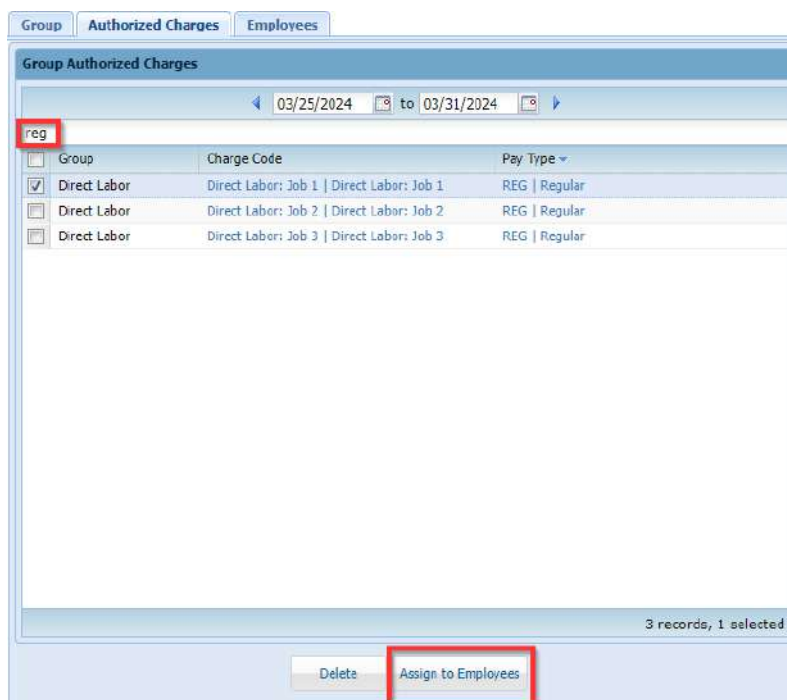 Group Authorized Charges Employees
Group Authorized Charges
03/25/2024 to 03/31/2024
reg
Group Charge Code Pay Type
Direct Labor Direct Labor: Job 1 | Direct Labor: Job 1 REG | Regular
Direct Labor Direct Labor: Job 2 | Direct Labor: Job 2 REG | Regular
Direct Labor Direct Labor: Job 3 | Direct Labor: Job 3 REG | Regular
3 records, 1 selected
Delete Assign to Employees